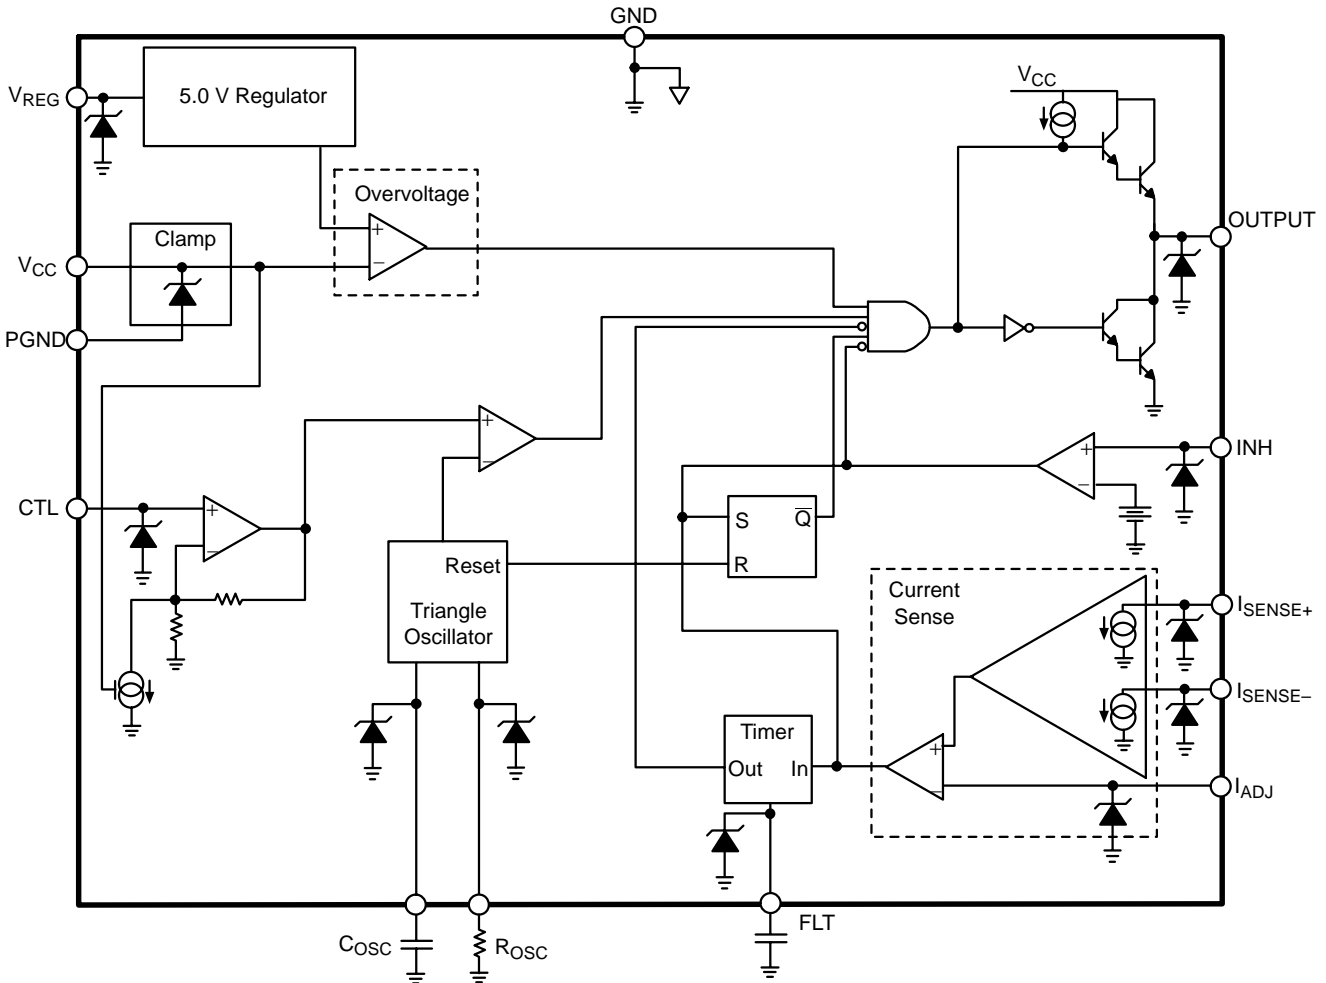 GND
VREG
5.0 V Regulator
VCC
Overvoltage
+
−
OUTPUT
Clamp
VCC
PGND
+
−
INH
+
−
CTL
+
−
S Q̅
R
Reset
Triangle
Oscillator
Current
Sense
ISENSE+
ISENSE−
Timer
Out In
+
−
IADJ
COSC
ROSC
FLT